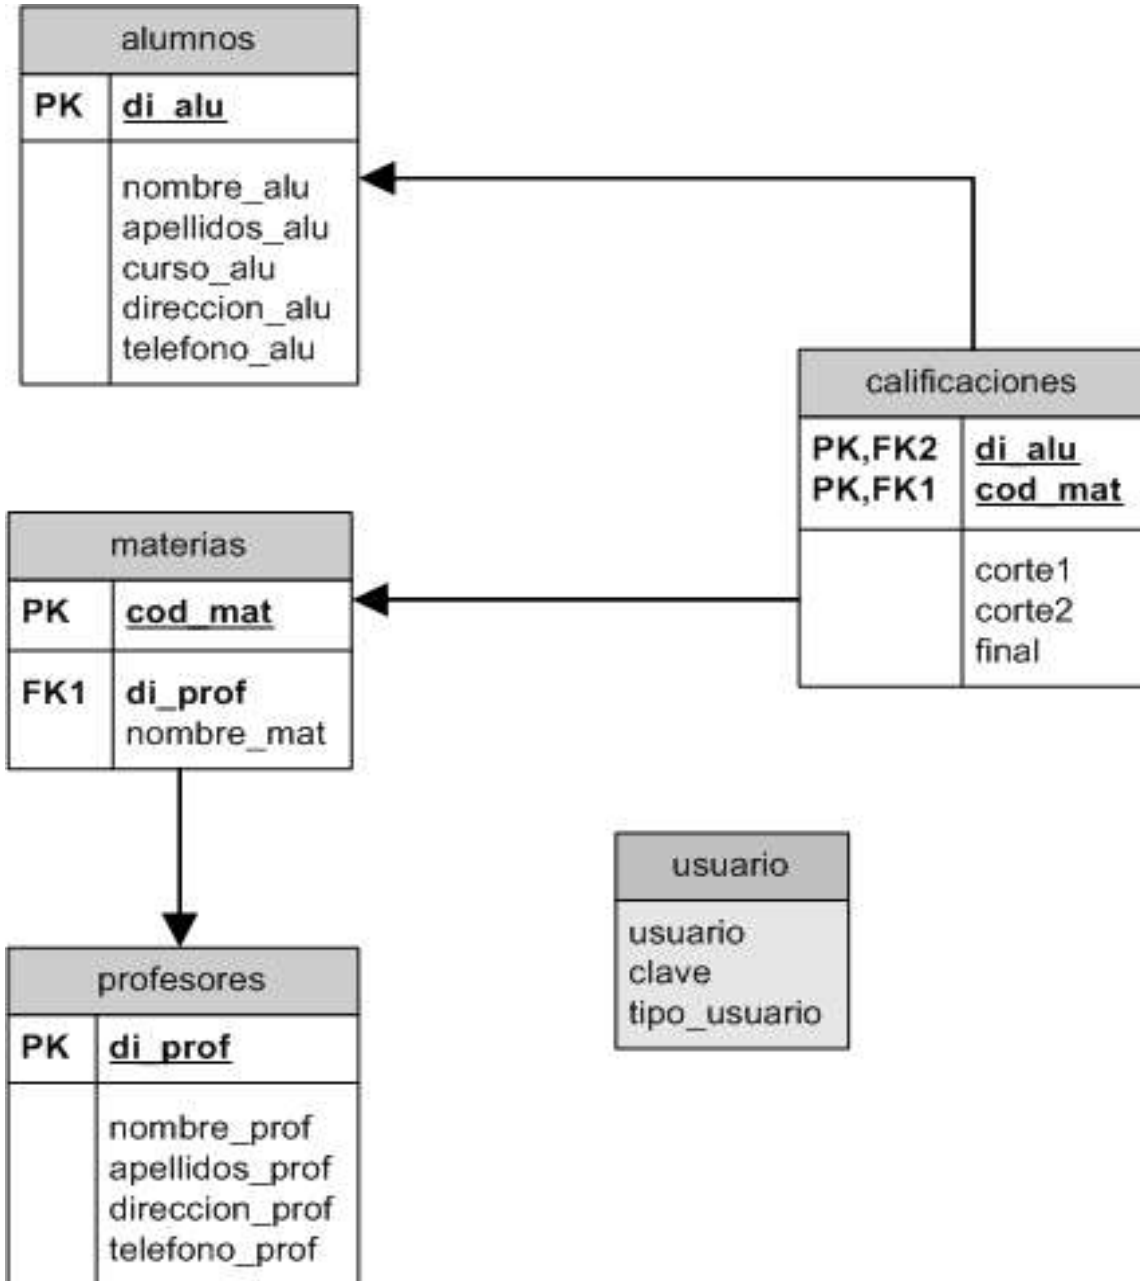 alumnos
PK di_alu
nombre_alu
apellidos_alu
curso_alu
direccion_alu
telefono_alu
calificaciones
PK,FK2 di_alu
PK,FK1 cod_mat
corte1
corte2
final
materias
PK cod_mat
FK1 di_prof
nombre_mat
usuario
usuario
clave
tipo_usuario
profesores
PK di_prof
nombre_prof
apellidos_prof
direccion_prof
telefono_prof